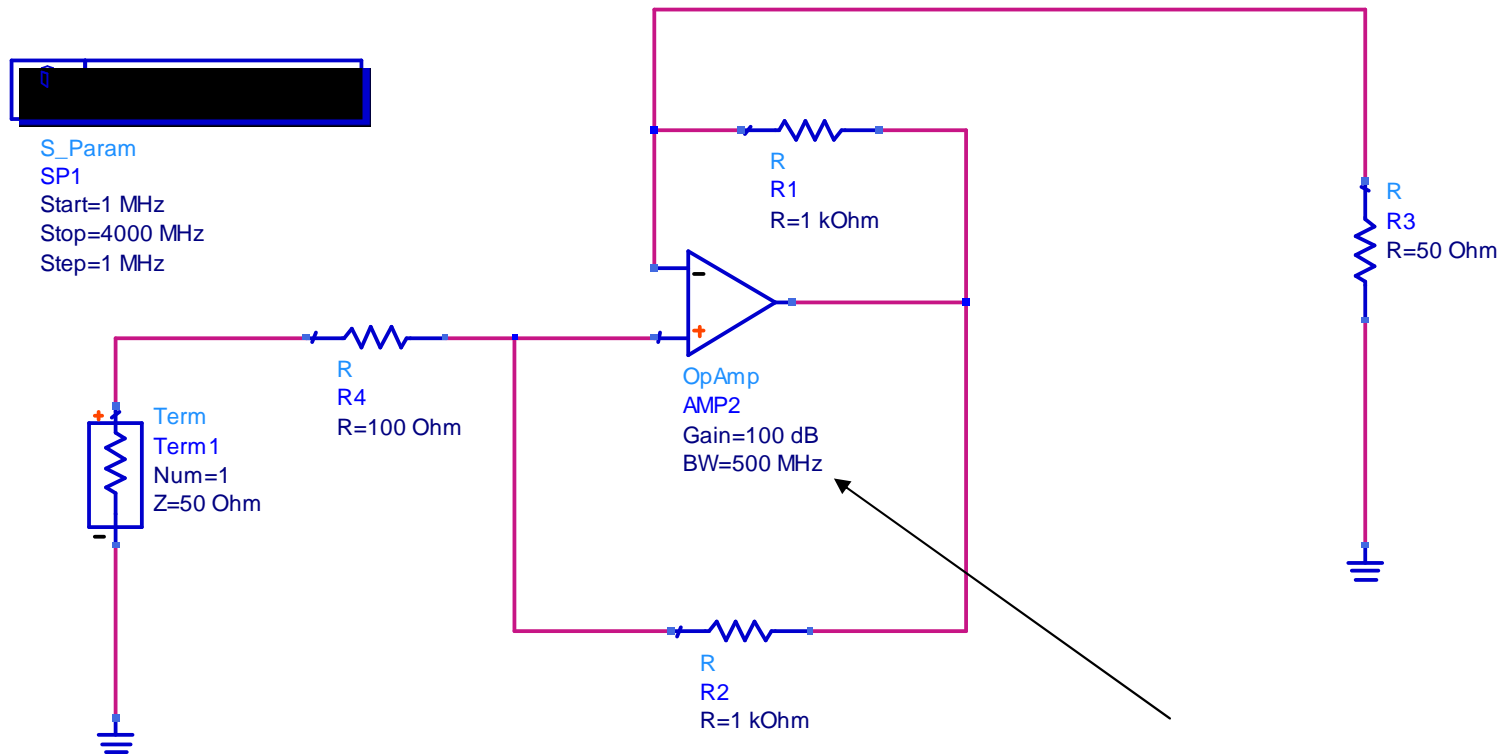 S_Param
SP1
Start=1 MHz
Stop=4000 MHz
Step=1 MHz
R
R1
R=1 kOhm
R
R3
R=50 Ohm
R
R4
R=100 Ohm
OpAmp
AMP2
Gain=100 dB
BW=500 MHz
Term
Term1
Num=1
Z=50 Ohm
R
R2
R=1 kOhm